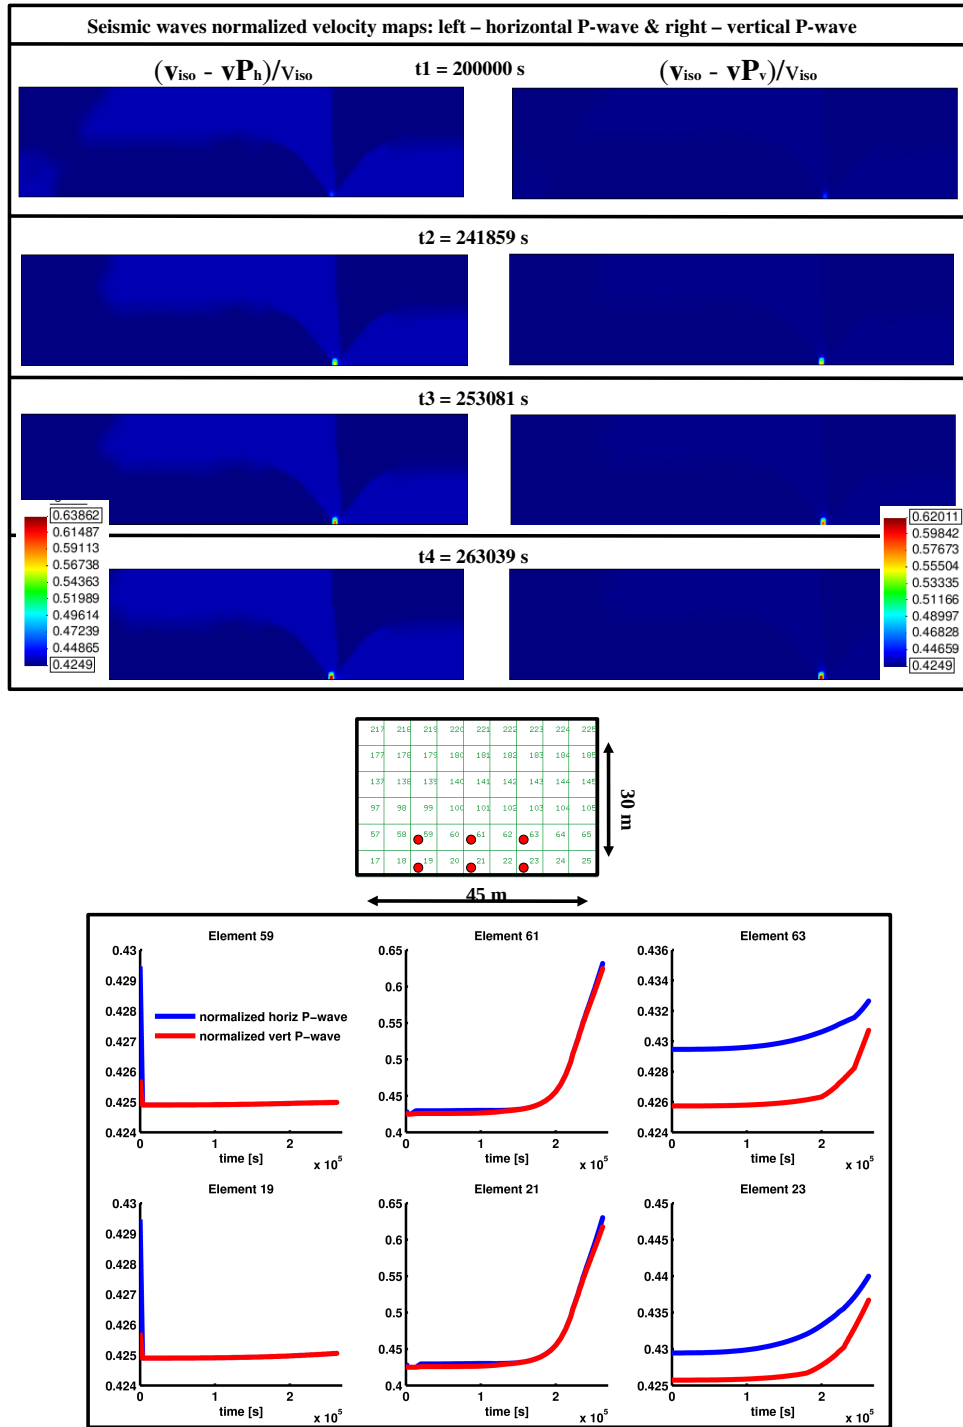 Seismic waves normalized velocity maps: left – horizontal P-wave & right – vertical P-wave
(viso - vPh)/Viso t1 = 200000 s (viso - vPv)/Viso
t2 = 241859 s
t3 = 253081 s
0.63862
0.61487
0.59113
0.56738
0.54363
0.51989
0.49614
0.47239
0.44865
0.4249
0.62011
0.59842
0.57673
0.55504
0.53335
0.51166
0.48997
0.46828
0.44659
0.4249
t4 = 263039 s
217 218 219 220 221 222 223 224 225
177 178 179 180 181 182 183 184 185
137 138 139 140 141 142 143 144 145
97 98 99 100 101 102 103 104 105
57 58 59 60 61 62 63 64 65
17 18 19 20 21 22 23 24 25
30 m
45 m
Element 59
0.43
0.429
0.428
0.427
0.426
0.425
0.424
normalized horiz P-wave
normalized vert P-wave
0 1 2
time [s] x 10⁵
Element 61
0.65
0.6
0.55
0.5
0.45
0.4
0 1 2
time [s] x 10⁵
Element 63
0.436
0.434
0.432
0.43
0.428
0.426
0.424
0 1 2
time [s] x 10⁵
Element 19
0.43
0.429
0.428
0.427
0.426
0.425
0.424
0 1 2
time [s] x 10⁵
Element 21
0.65
0.6
0.55
0.5
0.45
0.4
0 1 2
time [s] x 10⁵
Element 23
0.45
0.445
0.44
0.435
0.43
0.425
0 1 2
time [s] x 10⁵